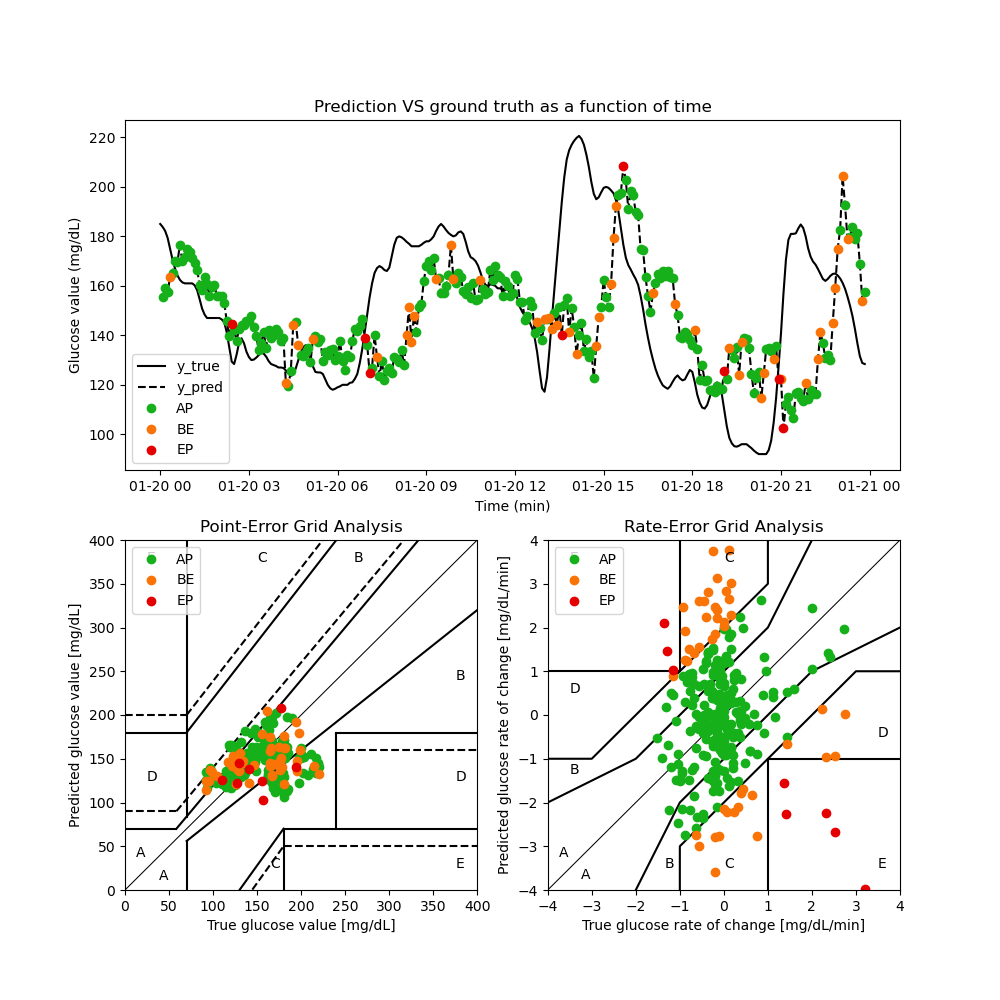 Prediction VS ground truth as a function of time
Glucose value (mg/dL)
220
200
180
160
140
120
100
y_true
y_pred
AP
BE
EP
01-20 00 01-20 03 01-20 06 01-20 09 01-20 12 01-20 15 01-20 18 01-20 21 01-21 00
Time (min)
Point-Error Grid Analysis
Predicted glucose value [mg/dL]
400
350
300
250
200
150
100
50
0
AP
BE
EP
C
B
B
D
D
A
A
C
E
0 50 100 150 200 250 300 350 400
True glucose value [mg/dL]
Rate-Error Grid Analysis
Predicted glucose rate of change [mg/dL/min]
4
3
2
1
0
−1
−2
−3
−4
AP
BE
EP
C
D
D
B
A
A
B
C
E
−4 −3 −2 −1 0 1 2 3 4
True glucose rate of change [mg/dL/min]